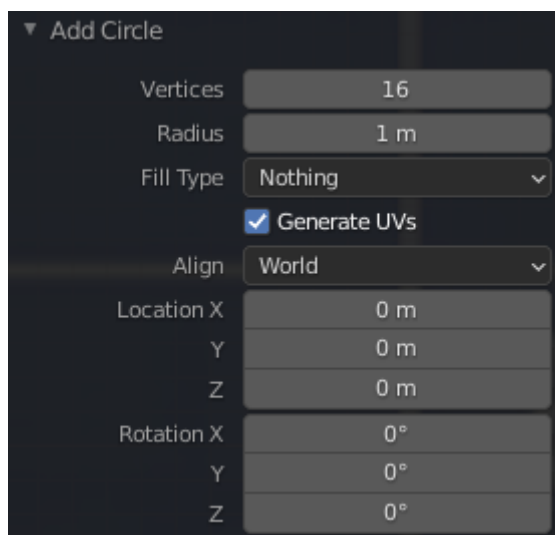 Add Circle
Vertices 16
Radius 1 m
Fill Type Nothing
Generate UVs
Align World
Location X 0 m
Y 0 m
Z 0 m
Rotation X 0°
Y 0°
Z 0°